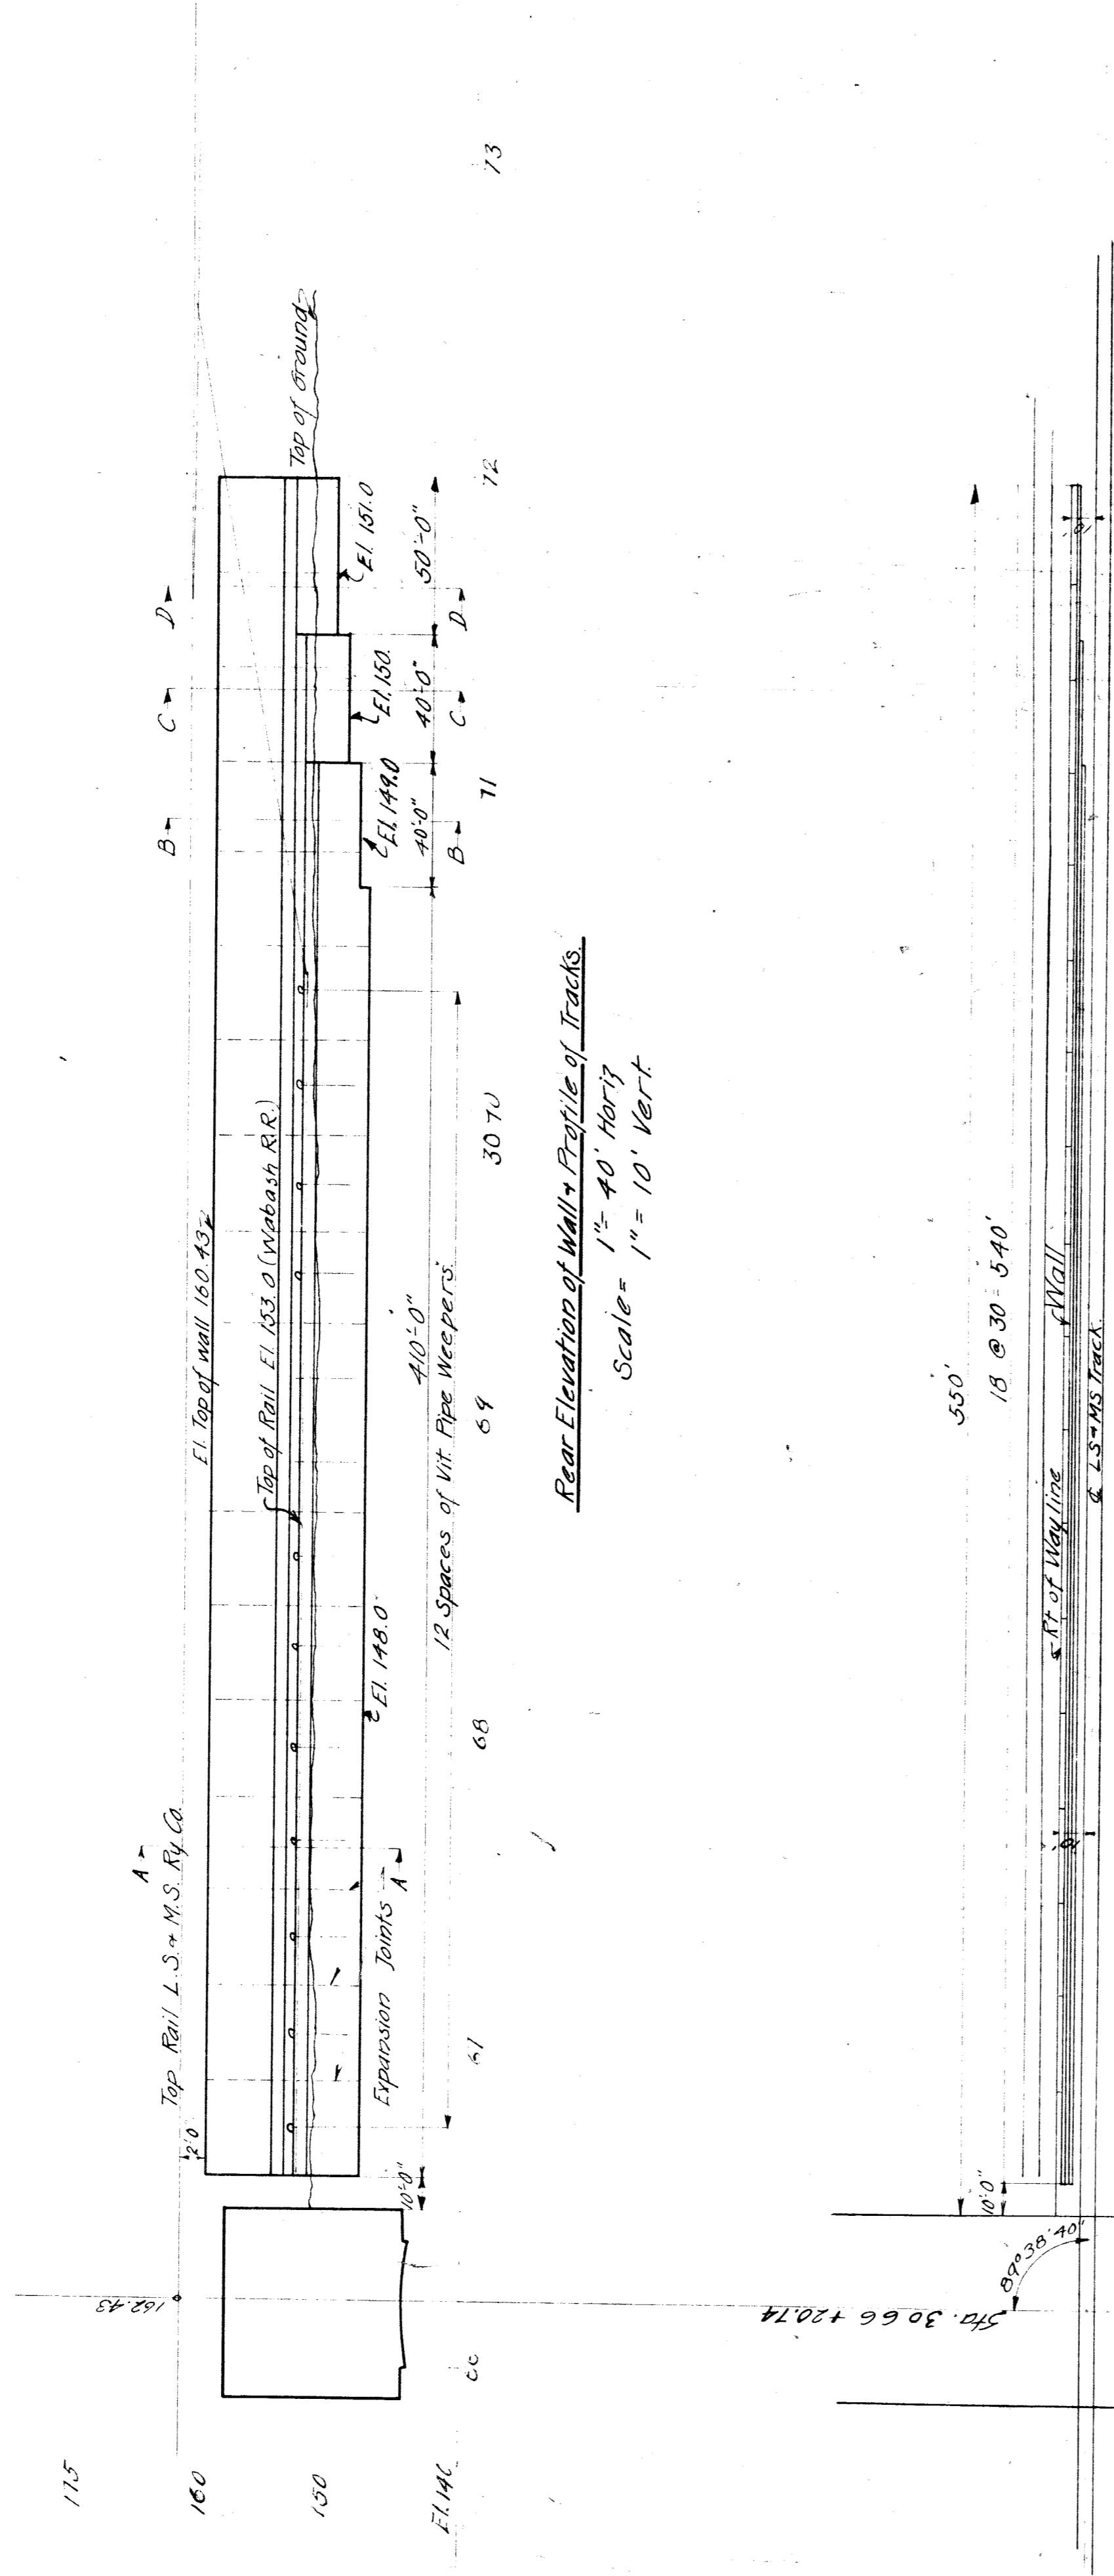 175
160
150
162.43
Top Rail L.S. & M.S. Ry Co.
2'0
A
El. Top of wall 160.43
Top of Rail El. 153.0 (Wabash R.R.)
B
C
D
Top of Ground
Expansion Joints
A
El. 148.0
El. 149.0
El. 150.
El. 151.0
10'-0"
410'-0"
40'-0"
40'-0"
50'-0"
12 Spaces of Vit. Pipe Weepers.
B
C
D
68
69
30 70
71
72
73
Rear Elevation of Wall & Profile of Tracks.
Scale = 1" = 40' Horiz
1" = 10' Vert.
Sta. 30 66 + 20.74
89° 38' 40"
550'
10'-0"
18 @ 30 = 540'
Rt of Way line
Wall
10'
10'
℄ LS & MS Track.